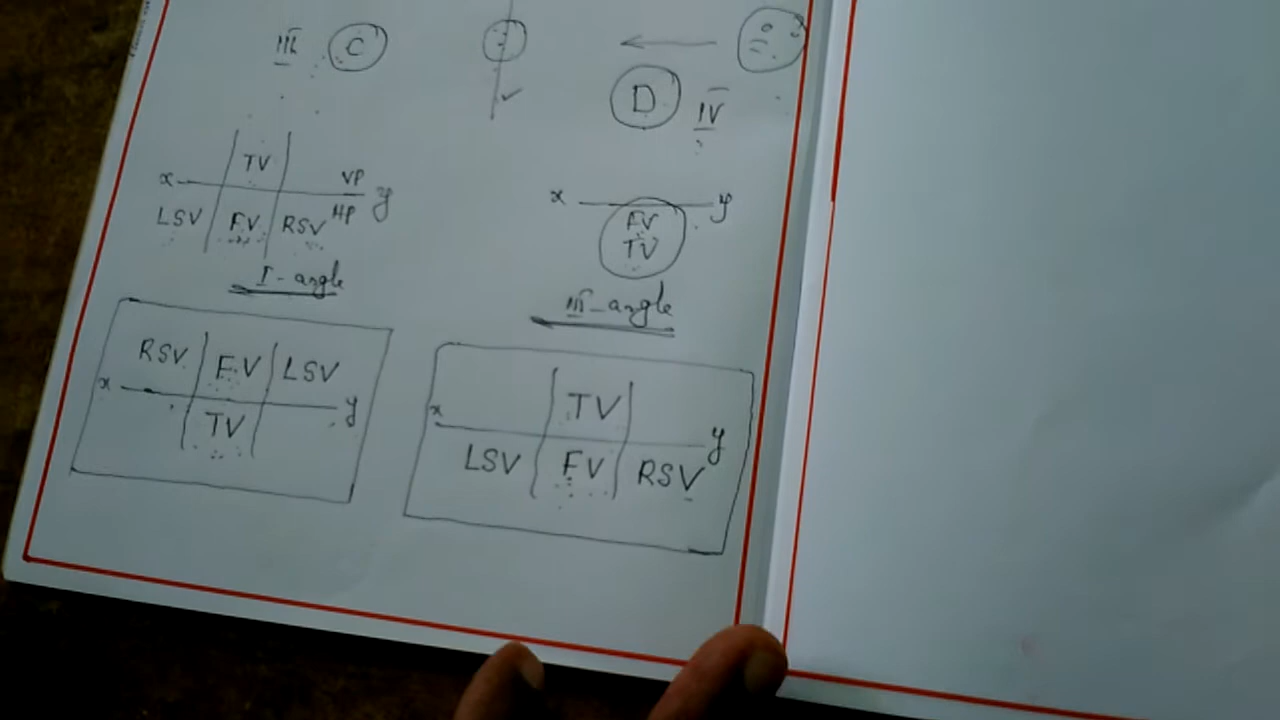 III C
D IV
TV
x VP y
LSV FV RSV HP
x y
FV
TV
I - angle
III - angle
RSV FV LSV
x y
TV
TV
x y
LSV FV RSV